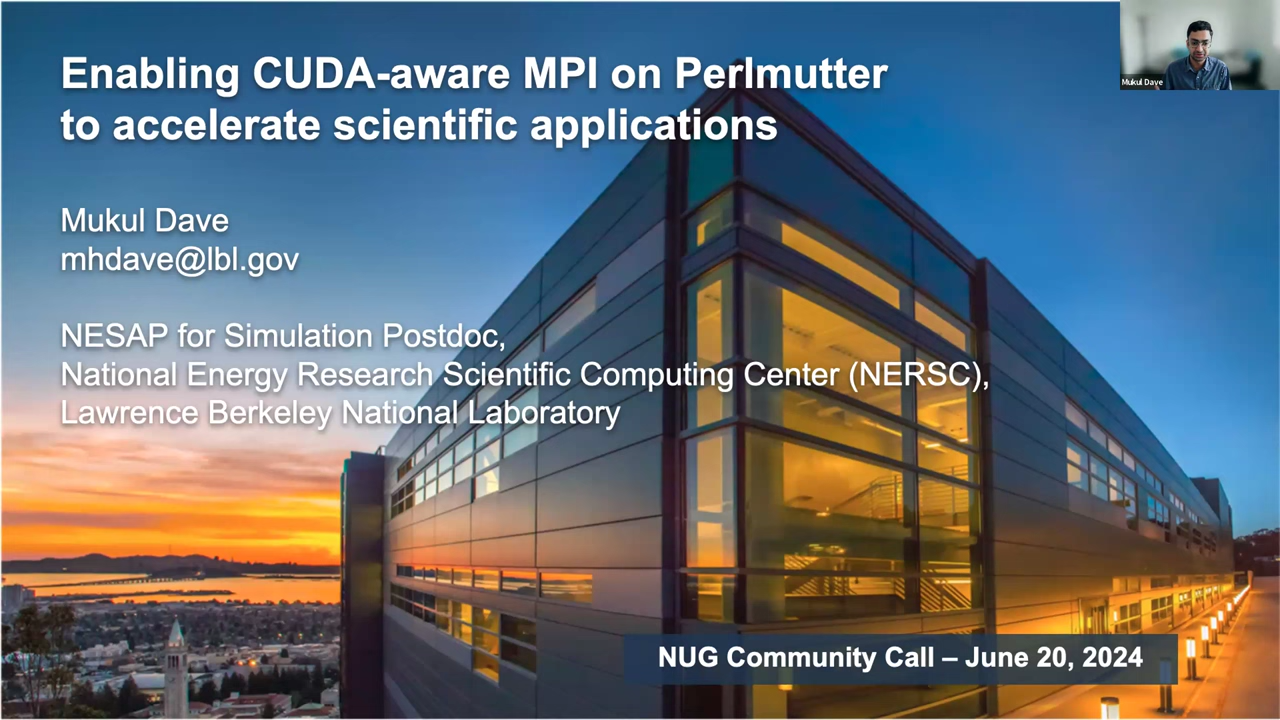 Enabling CUDA-aware MPI on Perlmutter
to accelerate scientific applications
Mukul Dave
mhdave@lbl.gov
NESAP for Simulation Postdoc,
National Energy Research Scientific Computing Center (NERSC),
Lawrence Berkeley National Laboratory
NUG Community Call – June 20, 2024
Mukul Dave